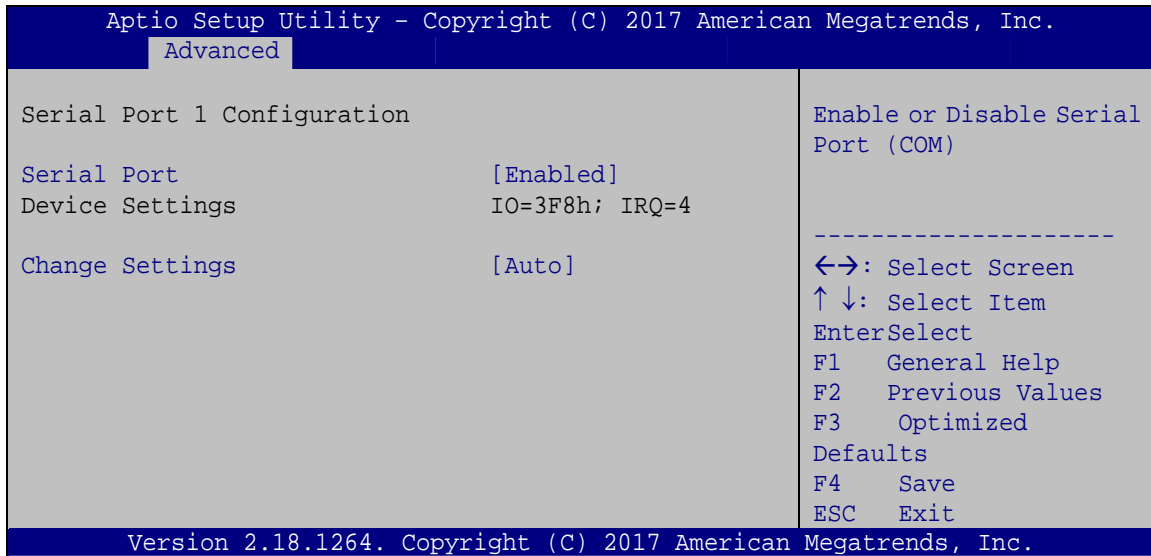 Aptio Setup Utility – Copyright (C) 2017 American Megatrends, Inc.
Advanced
Serial Port 1 Configuration
Serial Port [Enabled]
Device Settings IO=3F8h; IRQ=4
Change Settings [Auto]
Enable or Disable Serial
Port (COM)
---------------------
←→: Select Screen
↑ ↓: Select Item
EnterSelect
F1 General Help
F2 Previous Values
F3 Optimized
Defaults
F4 Save
ESC Exit
Version 2.18.1264. Copyright (C) 2017 American Megatrends, Inc.